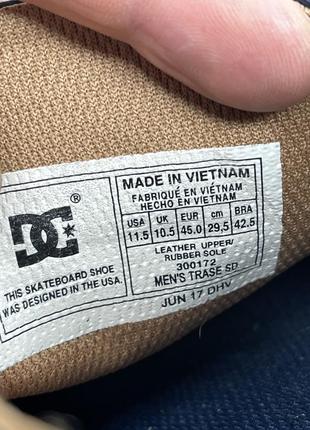 MADE IN VIETNAM
FABRIQUÉ EN VIÉTNAM
HECHO EN VIETNAM
USA UK EUR cm BRA
11.5 10.5 45.0 29,5 42.5
LEATHER UPPER/
RUBBER SOLE
300172
MEN'S TRASE SD
JUN 17 DHV
DC®
THIS SKATEBOARD SHOE
WAS DESIGNED IN THE USA.